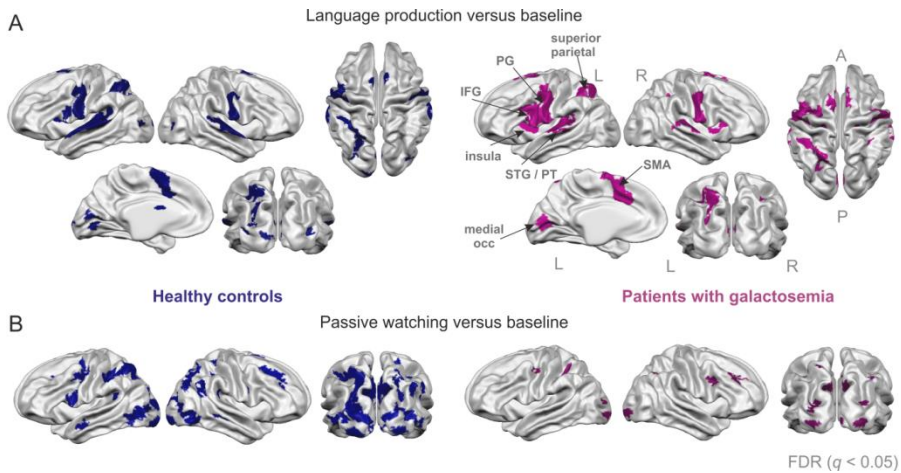 Language production versus baseline
A
superior
parietal
PG
L
R
A
IFG
insula
STG / PT
SMA
medial
occ
P
L
L
R
Healthy controls
Patients with galactosemia
B
Passive watching versus baseline
FDR (q < 0.05)